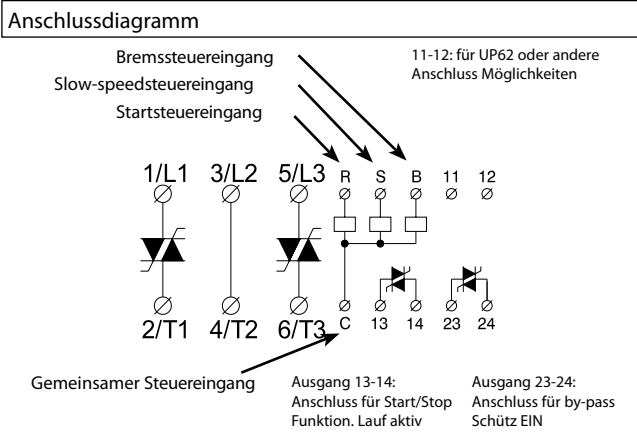 Anschlussdiagramm
Bremssteuereingang
11-12: für UP62 oder andere
Anschluss Möglichkeiten
Slow-speedsteuereingang
Startsteuereingang
1/L1 3/L2 5/L3 R S B 11 12
2/T1 4/T2 6/T3 C 13 14 23 24
Gemeinsamer Steuereingang
Ausgang 13-14:
Anschluss für Start/Stop
Funktion. Lauf aktiv
Ausgang 23-24:
Anschluss für by-pass
Schütz EIN